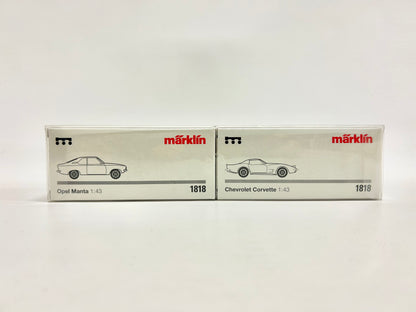 märklin
Opel Manta 1:43
1818
märklin
Chevrolet Corvette 1:43
1818